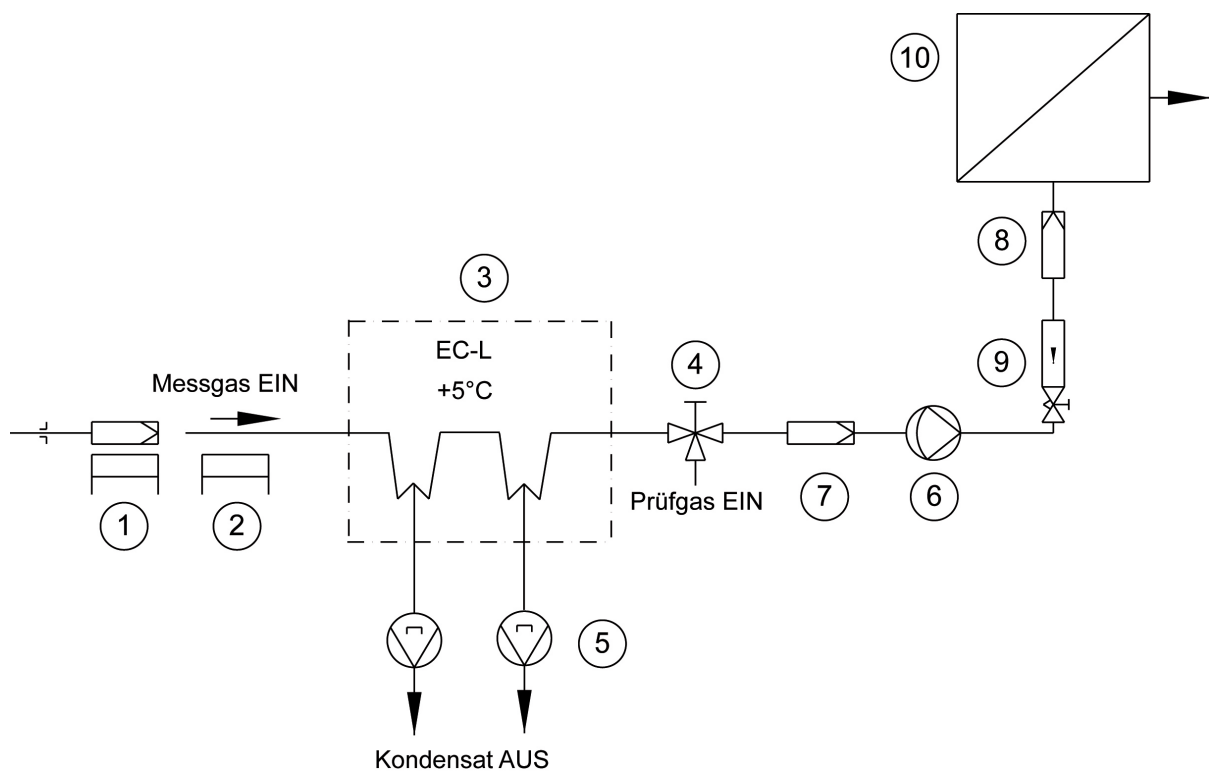 10
8
3
9
EC-L
4
Messgas EIN
+5°C
Prüfgas EIN
7
6
1
2
5
Kondensat AUS